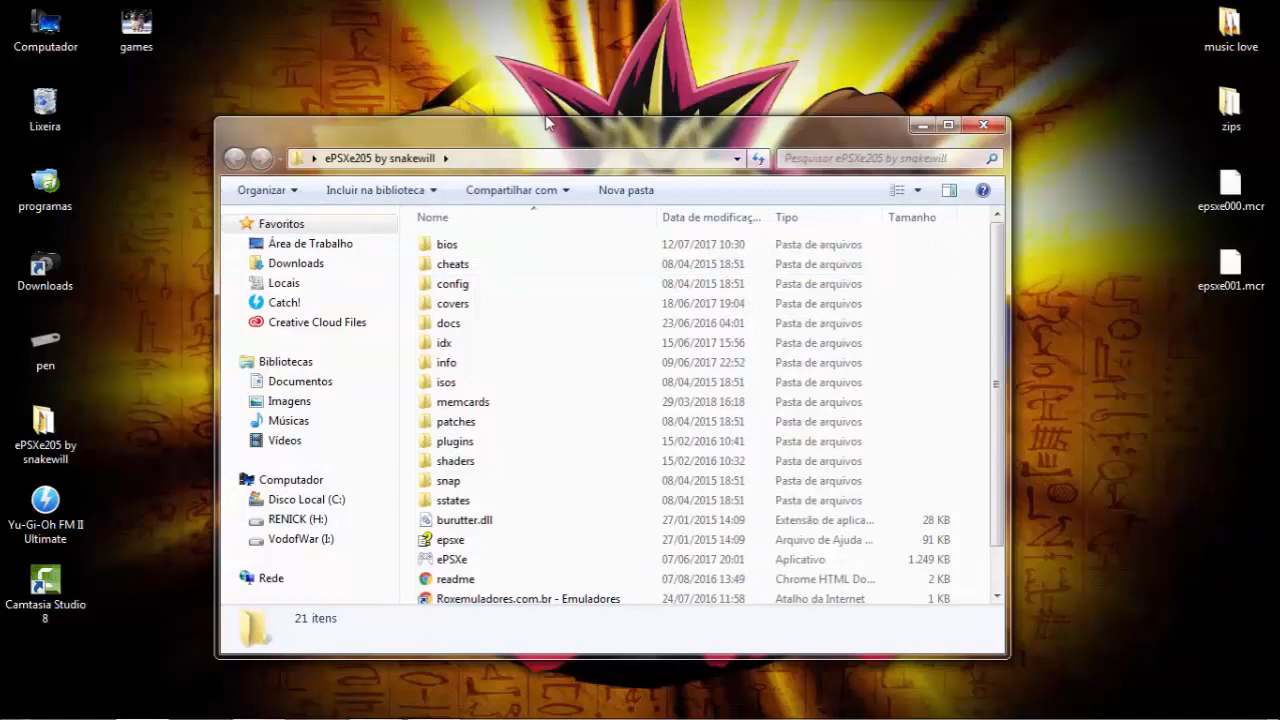 Computador
games
Lixeira
programas
Downloads
pen
ePSXe205 by
snakewill
Yu-Gi-Oh FM II
Ultimate
Camtasia Studio
8
music love
zips
epsxe000.mcr
epsxe001.mcr
ePSXe205 by snakewill
Pesquisar ePSXe205 by snakewill
Organizar
Incluir na biblioteca
Compartilhar com
Nova pasta
Favoritos
Área de Trabalho
Downloads
Locais
Catch!
Creative Cloud Files
Bibliotecas
Documentos
Imagens
Músicas
Vídeos
Computador
Disco Local (C:)
RENICK (H:)
VodofWar (I:)
Rede
Nome Data de modificaç... Tipo Tamanho
bios 12/07/2017 10:30 Pasta de arquivos
cheats 08/04/2015 18:51 Pasta de arquivos
config 08/04/2015 18:51 Pasta de arquivos
covers 18/06/2017 19:04 Pasta de arquivos
docs 23/06/2016 04:01 Pasta de arquivos
idx 15/06/2017 15:56 Pasta de arquivos
info 09/06/2017 22:52 Pasta de arquivos
isos 08/04/2015 18:51 Pasta de arquivos
memcards 29/03/2018 16:18 Pasta de arquivos
patches 08/04/2015 18:51 Pasta de arquivos
plugins 15/02/2016 10:41 Pasta de arquivos
shaders 15/02/2016 10:32 Pasta de arquivos
snap 08/04/2015 18:51 Pasta de arquivos
sstates 08/04/2015 18:51 Pasta de arquivos
burutter.dll 27/01/2015 14:09 Extensão de aplica... 28 KB
epsxe 27/01/2015 14:09 Arquivo de Ajuda ... 91 KB
ePSXe 07/06/2017 20:01 Aplicativo 1.249 KB
readme 07/08/2016 13:49 Chrome HTML Do... 2 KB
Roxemuladores.com.br - Emuladores 24/07/2016 11:58 Atalho da Internet 1 KB
21 itens